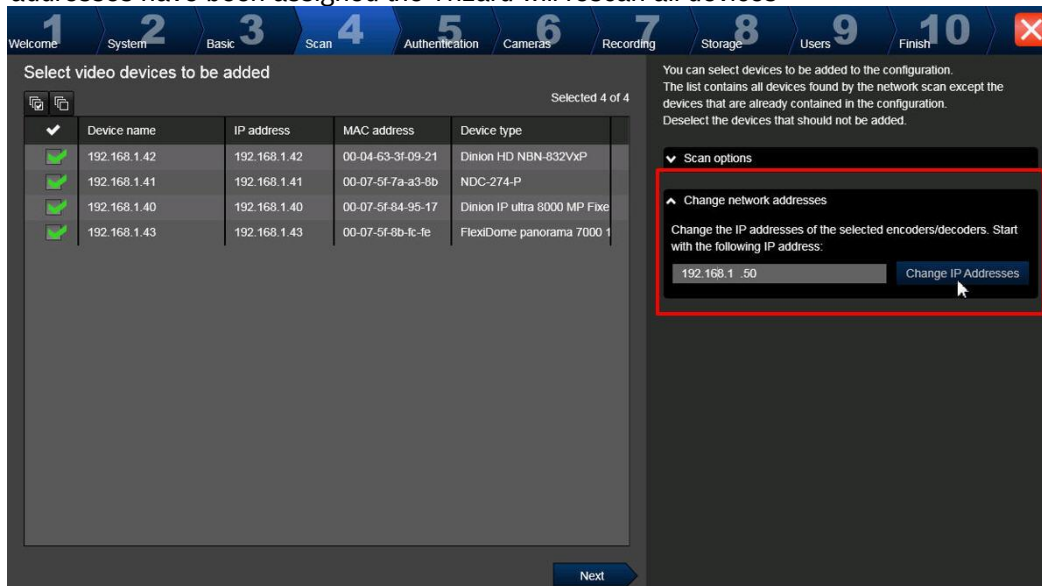 addresses have been assigned the Wizard will rescan all devices
1 2 3 4 5 6 7 8 9 10
Welcome System Basic Scan Authentication Cameras Recording Storage Users Finish
Select video devices to be added
Selected 4 of 4
Device name IP address MAC address Device type
192.168.1.42 192.168.1.42 00-04-63-3f-09-21 Dinion HD NBN-832VxP
192.168.1.41 192.168.1.41 00-07-5f-7a-a3-8b NDC-274-P
192.168.1.40 192.168.1.40 00-07-5f-84-95-17 Dinion IP ultra 8000 MP Fixe
192.168.1.43 192.168.1.43 00-07-5f-8b-fc-fe FlexiDome panorama 7000 1
Next
You can select devices to be added to the configuration.
The list contains all devices found by the network scan except the
devices that are already contained in the configuration.
Deselect the devices that should not be added.
Scan options
Change network addresses
Change the IP addresses of the selected encoders/decoders. Start
with the following IP address:
192.168.1 .50 Change IP Addresses